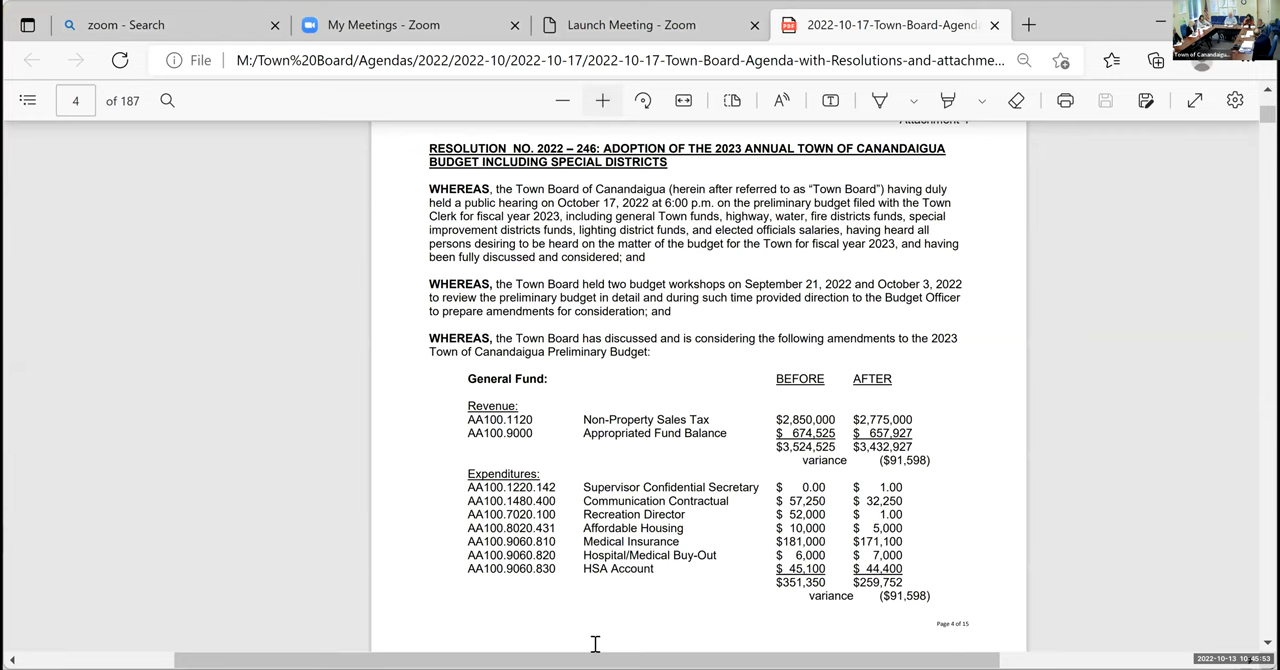 zoom - Search
My Meetings - Zoom
Launch Meeting - Zoom
2022-10-17-Town-Board-Agend
File
M:/Town%20Board/Agendas/2022/2022-10/2022-10-17/2022-10-17-Town-Board-Agenda-with-Resolutions-and-attachme...
Town of Canandaigu
4 of 187
RESOLUTION NO. 2022 – 246: ADOPTION OF THE 2023 ANNUAL TOWN OF CANANDAIGUA
BUDGET INCLUDING SPECIAL DISTRICTS
WHEREAS, the Town Board of Canandaigua (herein after referred to as “Town Board”) having duly
held a public hearing on October 17, 2022 at 6:00 p.m. on the preliminary budget filed with the Town
Clerk for fiscal year 2023, including general Town funds, highway, water, fire districts funds, special
improvement districts funds, lighting district funds, and elected officials salaries, having heard all
persons desiring to be heard on the matter of the budget for the Town for fiscal year 2023, and having
been fully discussed and considered; and
WHEREAS, the Town Board held two budget workshops on September 21, 2022 and October 3, 2022
to review the preliminary budget in detail and during such time provided direction to the Budget Officer
to prepare amendments for consideration; and
WHEREAS, the Town Board has discussed and is considering the following amendments to the 2023
Town of Canandaigua Preliminary Budget:
General Fund: BEFORE AFTER
Revenue:
AA100.1120 Non-Property Sales Tax $2,850,000 $2,775,000
AA100.9000 Appropriated Fund Balance $ 674,525 $ 657,927
$3,524,525 $3,432,927
variance ($91,598)
Expenditures:
AA100.1220.142 Supervisor Confidential Secretary $ 0.00 $ 1.00
AA100.1480.400 Communication Contractual $ 57,250 $ 32,250
AA100.7020.100 Recreation Director $ 52,000 $ 1.00
AA100.8020.431 Affordable Housing $ 10,000 $ 5,000
AA100.9060.810 Medical Insurance $181,000 $171,100
AA100.9060.820 Hospital/Medical Buy-Out $ 6,000 $ 7,000
AA100.9060.830 HSA Account $ 45,100 $ 44,400
$351,350 $259,752
variance ($91,598)
Page 4 of 15
2022-10-13 10:45:53